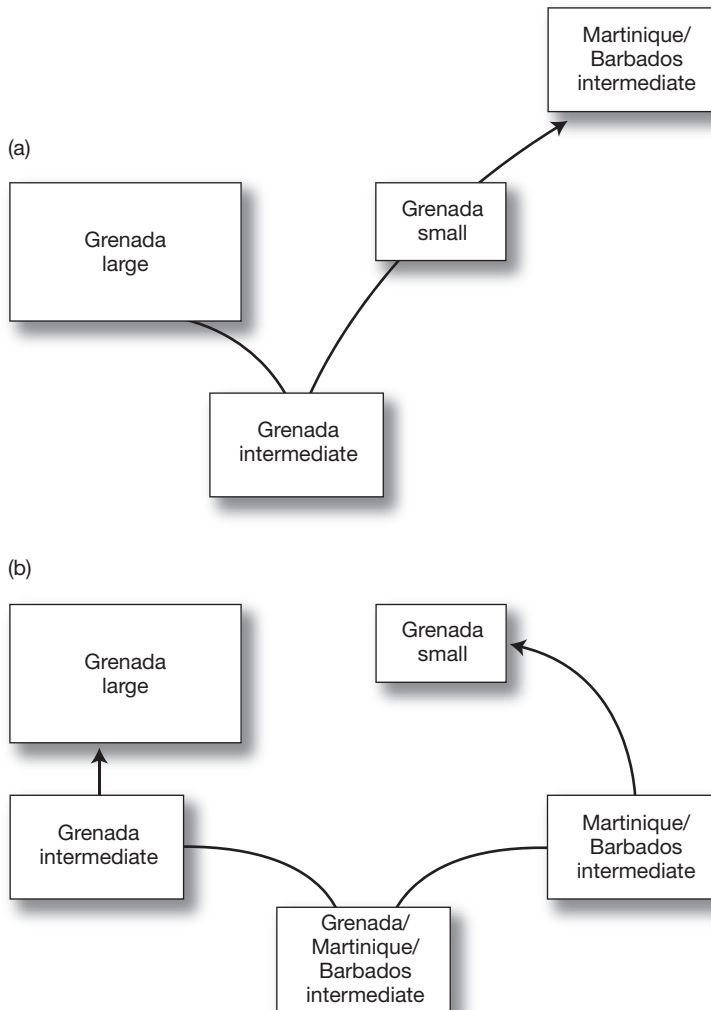 Martinique/
Barbados
intermediate
(a)
Grenada
large
Grenada
small
Grenada
intermediate
(b)
Grenada
large
Grenada
small
Grenada
intermediate
Martinique/
Barbados
intermediate
Grenada/
Martinique/
Barbados
intermediate